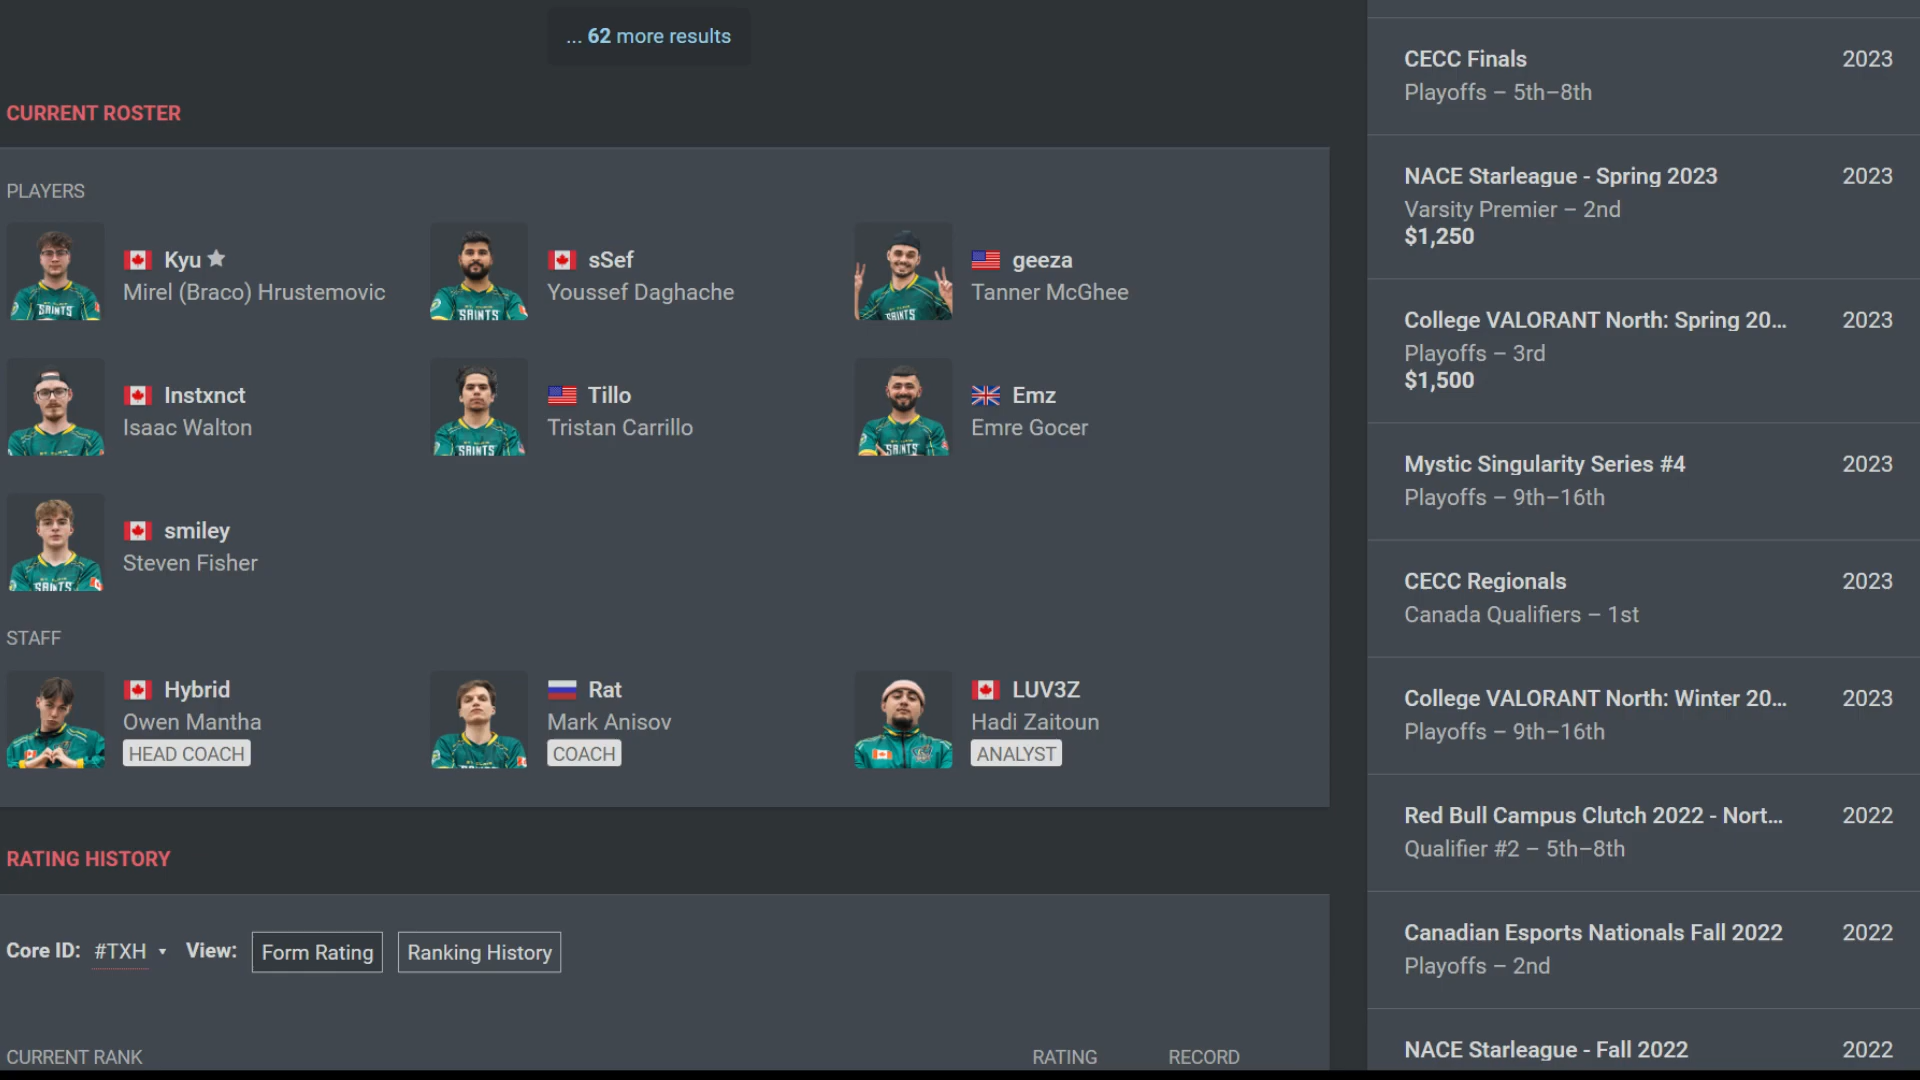 ... 62 more results
CURRENT ROSTER
PLAYERS
Kyu
Mirel (Braco) Hrustemovic
sSef
Youssef Daghache
geeza
Tanner McGhee
SAINTS
SAINTS
SAINTS
Instxnct
Isaac Walton
Tillo
Tristan Carrillo
Emz
Emre Gocer
SAINTS
SAINTS
smiley
Steven Fisher
SAINTS
STAFF
Hybrid
Owen Mantha
HEAD COACH
Rat
Mark Anisov
COACH
LUV3Z
Hadi Zaitoun
ANALYST
RATING HISTORY
Core ID: #TXH View: Form Rating Ranking History
CURRENT RANK RATING RECORD
CECC Finals 2023
Playoffs – 5th–8th
NACE Starleague - Spring 2023 2023
Varsity Premier – 2nd
$1,250
College VALORANT North: Spring 20... 2023
Playoffs – 3rd
$1,500
Mystic Singularity Series #4 2023
Playoffs – 9th–16th
CECC Regionals 2023
Canada Qualifiers – 1st
College VALORANT North: Winter 20... 2023
Playoffs – 9th–16th
Red Bull Campus Clutch 2022 - Nort... 2022
Qualifier #2 – 5th–8th
Canadian Esports Nationals Fall 2022 2022
Playoffs – 2nd
NACE Starleague - Fall 2022 2022